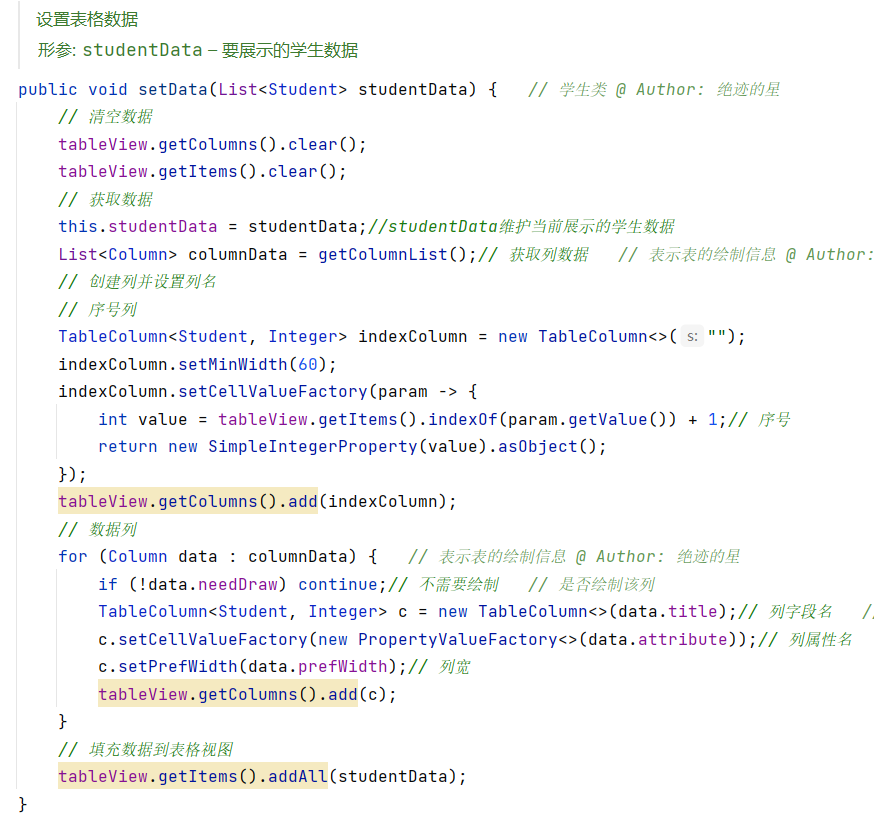 设置表格数据
形参: studentData – 要展示的学生数据
public void setData(List<Student> studentData) {   // 学生类 @ Author: 绝迹的星
    // 清空数据
    tableView.getColumns().clear();
    tableView.getItems().clear();
    // 获取数据
    this.studentData = studentData;//studentData维护当前展示的学生数据
    List<Column> columnData = getColumnList();// 获取列数据   // 表示表的绘制信息 @ Author:
    // 创建列并设置列名
    // 序号列
    TableColumn<Student, Integer> indexColumn = new TableColumn<>( s: "");
    indexColumn.setMinWidth(60);
    indexColumn.setCellValueFactory(param -> {
        int value = tableView.getItems().indexOf(param.getValue()) + 1;// 序号
        return new SimpleIntegerProperty(value).asObject();
    });
    tableView.getColumns().add(indexColumn);
    // 数据列
    for (Column data : columnData) {   // 表示表的绘制信息 @ Author: 绝迹的星
        if (!data.needDraw) continue;// 不需要绘制   // 是否绘制该列
        TableColumn<Student, Integer> c = new TableColumn<>(data.title);// 列字段名   //
        c.setCellValueFactory(new PropertyValueFactory<>(data.attribute));// 列属性名
        c.setPrefWidth(data.prefWidth);// 列宽
        tableView.getColumns().add(c);
    }
    // 填充数据到表格视图
    tableView.getItems().addAll(studentData);
}